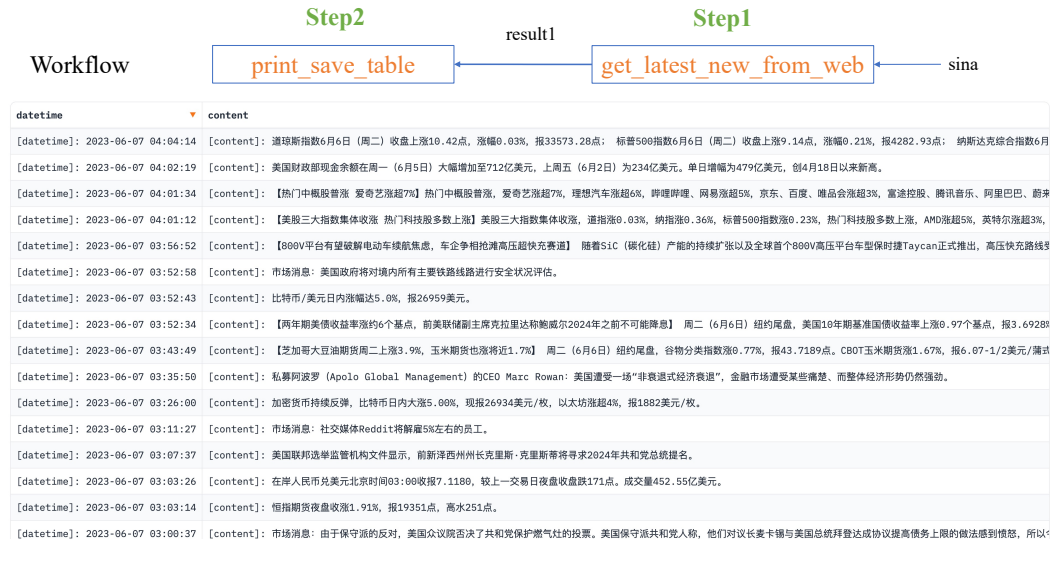 Step2
Step1
result1
Workflow
print_save_table
get_latest_new_from_web
sina
datetime
content
[datetime]: 2023-06-07 04:04:14 [content]: 道琼斯指数6月6日（周二）收盘上涨10.42点，涨幅0.03%，报33573.28点； 标普500指数6月6日（周二）收盘上涨9.14点，涨幅0.21%，报4282.93点； 纳斯达克综合指数6月
[datetime]: 2023-06-07 04:02:19 [content]: 美国财政部现金余额在周一（6月5日）大幅增加至712亿美元，上周五（6月2日）为234亿美元。单日增幅为479亿美元，创4月18日以来新高。
[datetime]: 2023-06-07 04:01:34 [content]: 【热门中概股普涨 爱奇艺涨超7%】热门中概股普涨，爱奇艺涨超7%，理想汽车涨超6%，哔哩哔哩、网易涨超5%，京东、百度、唯品会涨超3%，富途控股、腾讯音乐、阿里巴巴、蔚来
[datetime]: 2023-06-07 04:01:12 [content]: 【美股三大指数集体收涨 热门科技股多数上涨】美股三大指数集体收涨，道指涨0.03%，纳指涨0.36%，标普500指数涨0.23%，热门科技股多数上涨，AMD涨超5%，英特尔涨超3%，
[datetime]: 2023-06-07 03:56:52 [content]: 【800V平台有望破解电动车续航焦虑，车企争相抢滩高压超快充赛道】 随着SiC（碳化硅）产能的持续扩张以及全球首个800V高压平台车型保时捷Taycan正式推出，高压快充路线
[datetime]: 2023-06-07 03:52:58 [content]: 市场消息：美国政府将对境内所有主要铁路线路进行安全状况评估。
[datetime]: 2023-06-07 03:52:43 [content]: 比特币/美元日内涨幅达5.0%，报26959美元。
[datetime]: 2023-06-07 03:52:34 [content]: 【两年期美债收益率涨约6个基点，前美联储副主席克拉里达称鲍威尔2024年之前不可能降息】 周二（6月6日）纽约尾盘，美国10年期基准国债收益率上涨0.97个基点，报3.6928%
[datetime]: 2023-06-07 03:43:49 [content]: 【芝加哥大豆油期货周二上涨3.9%，玉米期货也涨将近1.7%】 周二（6月6日）纽约尾盘，谷物分类指数涨0.77%，报43.7189点。CBOT玉米期货涨1.67%，报6.07-1/2美元/蒲式
[datetime]: 2023-06-07 03:35:50 [content]: 私募阿波罗（Apolo Global Management）的CEO Marc Rowan：美国遭受一场“非衰退式经济衰退”，金融市场遭受某些痛楚、而整体经济形势仍然强劲。
[datetime]: 2023-06-07 03:26:00 [content]: 加密货币持续反弹，比特币日内大涨5.00%，现报26934美元/枚，以太坊涨超4%，报1882美元/枚。
[datetime]: 2023-06-07 03:11:27 [content]: 市场消息：社交媒体Reddit将解雇5%左右的员工。
[datetime]: 2023-06-07 03:07:37 [content]: 美国联邦选举监管机构文件显示，前新泽西州州长克里斯·克里斯蒂将寻求2024年共和党总统提名。
[datetime]: 2023-06-07 03:03:26 [content]: 在岸人民币兑美元北京时间03:00收报7.1180，较上一交易日夜盘收盘跌171点。成交量452.55亿美元。
[datetime]: 2023-06-07 03:03:14 [content]: 恒指期货夜盘收涨1.91%，报19351点，高水251点。
[datetime]: 2023-06-07 03:00:37 [content]: 市场消息：由于保守派的反对，美国众议院否决了共和党保护燃气灶的投票。美国保守派共和党人称，他们对议长麦卡锡与美国总统拜登达成协议提高债务上限的做法感到愤怒，所以